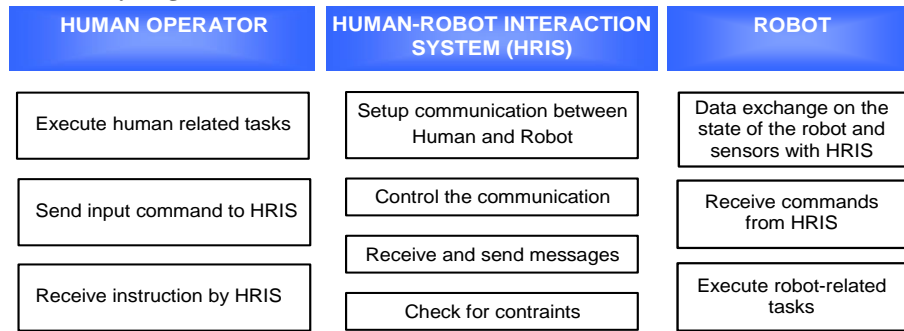 HUMAN OPERATOR
Execute human related tasks
Send input command to HRIS
Receive instruction by HRIS
HUMAN-ROBOT INTERACTION
SYSTEM (HRIS)
Setup communication between
Human and Robot
Control the communication
Receive and send messages
Check for contraints
ROBOT
Data exchange on the
state of the robot and
sensors with HRIS
Receive commands
from HRIS
Execute robot-related
tasks